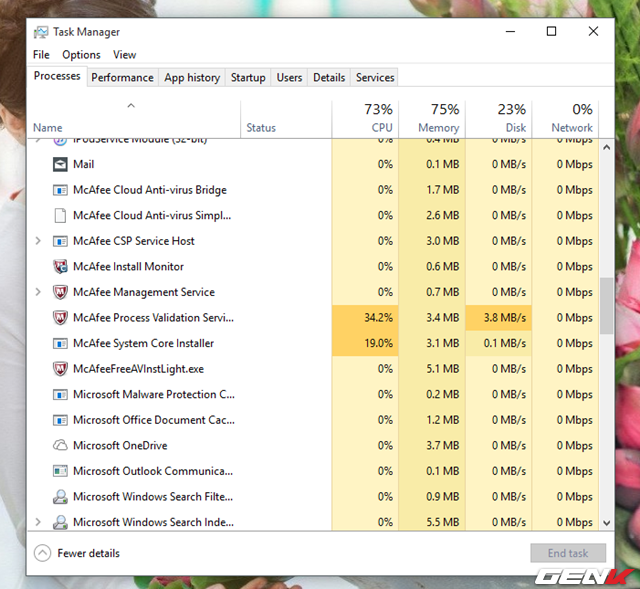 Task Manager
File Options View
Processes Performance App history Startup Users Details Services
73% 75% 23% 0%
Name Status CPU Memory Disk Network
iPodService Module (32-bit) 0% 0.4 MB 0 MB/s 0 Mbps
Mail 0% 0.1 MB 0 MB/s 0 Mbps
McAfee Cloud Anti-virus Bridge 0% 1.7 MB 0 MB/s 0 Mbps
McAfee Cloud Anti-virus Simpl... 0% 2.6 MB 0 MB/s 0 Mbps
McAfee CSP Service Host 0% 3.0 MB 0 MB/s 0 Mbps
McAfee Install Monitor 0% 0.6 MB 0 MB/s 0 Mbps
McAfee Management Service 0% 0.7 MB 0 MB/s 0 Mbps
McAfee Process Validation Servi... 34.2% 3.4 MB 3.8 MB/s 0 Mbps
McAfee System Core Installer 19.0% 3.1 MB 0.1 MB/s 0 Mbps
McAfeeFreeAVInstLight.exe 0% 5.1 MB 0 MB/s 0 Mbps
Microsoft Malware Protection C... 0% 0.2 MB 0 MB/s 0 Mbps
Microsoft Office Document Cac... 0% 1.2 MB 0 MB/s 0 Mbps
Microsoft OneDrive 0% 3.7 MB 0 MB/s 0 Mbps
Microsoft Outlook Communica... 0% 0.1 MB 0 MB/s 0 Mbps
Microsoft Windows Search Filte... 0% 0.9 MB 0 MB/s 0 Mbps
Microsoft Windows Search Inde... 0% 5.5 MB 0 MB/s 0 Mbps
Fewer details End task
GENK